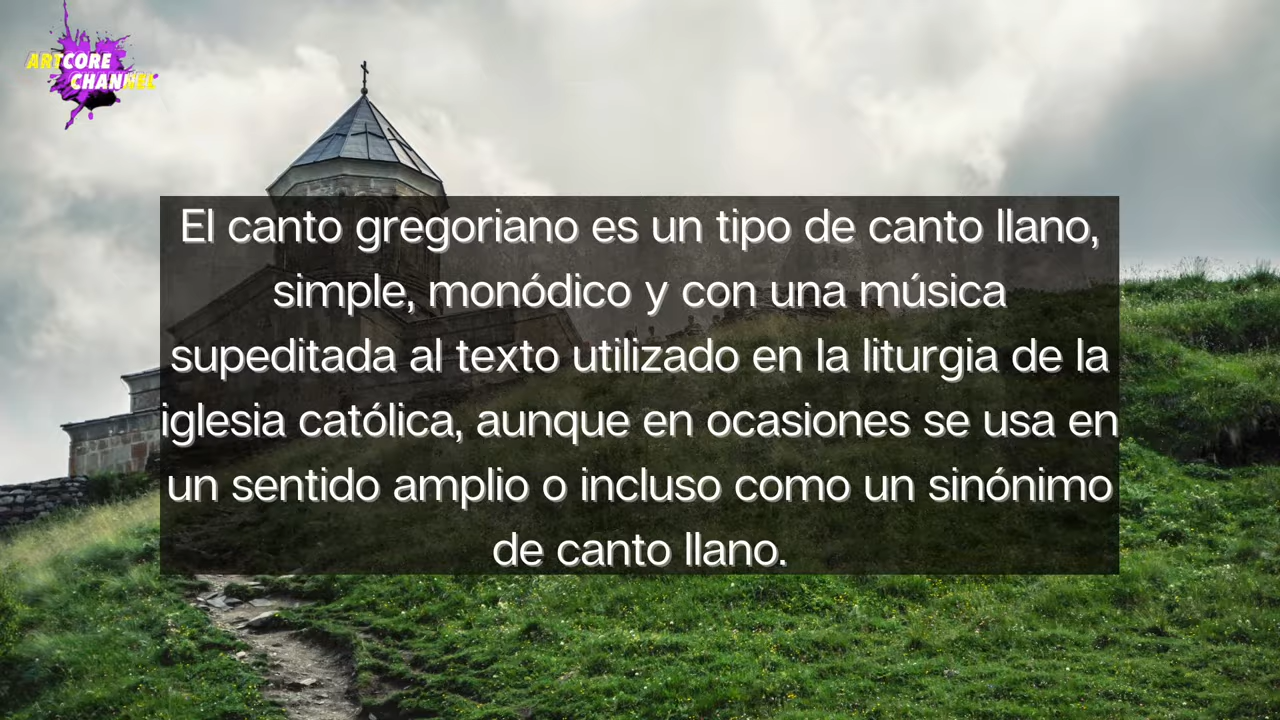 ARTCORE
CHANNEL
El canto gregoriano es un tipo de canto llano,
simple, monódico y con una música
supeditada al texto utilizado en la liturgia de la
iglesia católica, aunque en ocasiones se usa en
un sentido amplio o incluso como un sinónimo
de canto llano.